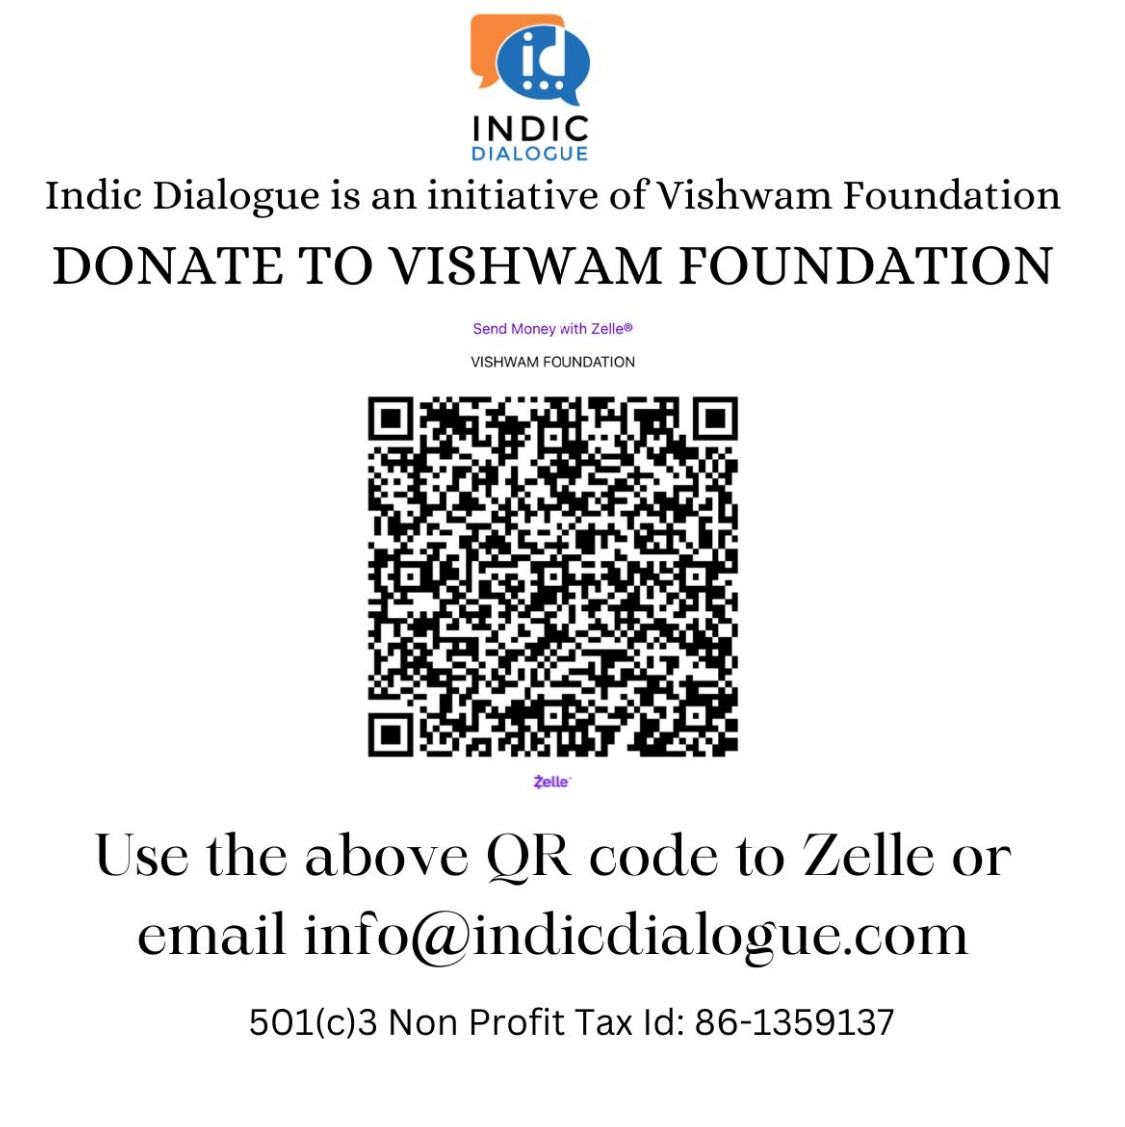 id
INDIC
DIALOGUE
Indic Dialogue is an initiative of Vishwam Foundation
DONATE TO VISHWAM FOUNDATION
Send Money with Zelle®
VISHWAM FOUNDATION
Zelle™
Use the above QR code to Zelle or
email info@indicdialogue.com
501(c)3 Non Profit Tax Id: 86-1359137